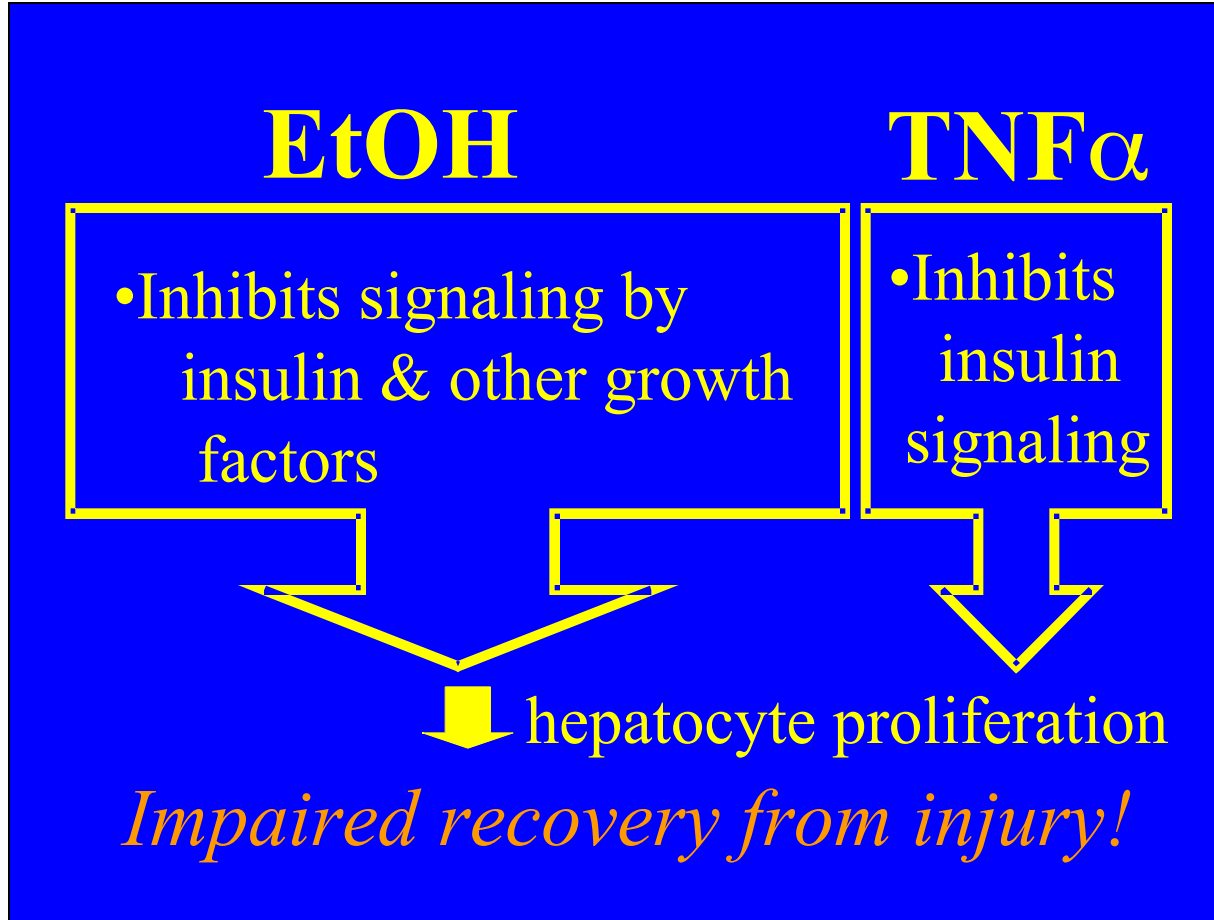 EtOH
•Inhibits signaling by
insulin & other growth
factors
TNFα
•Inhibits
insulin
signaling
hepatocyte proliferation
Impaired recovery from injury!